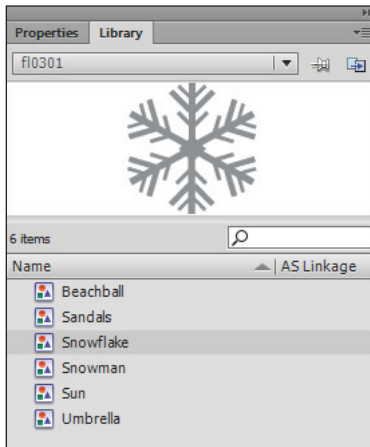 Properties Library
fl0301
6 items
Name AS Linkage
Beachball
Sandals
Snowflake
Snowman
Sun
Umbrella